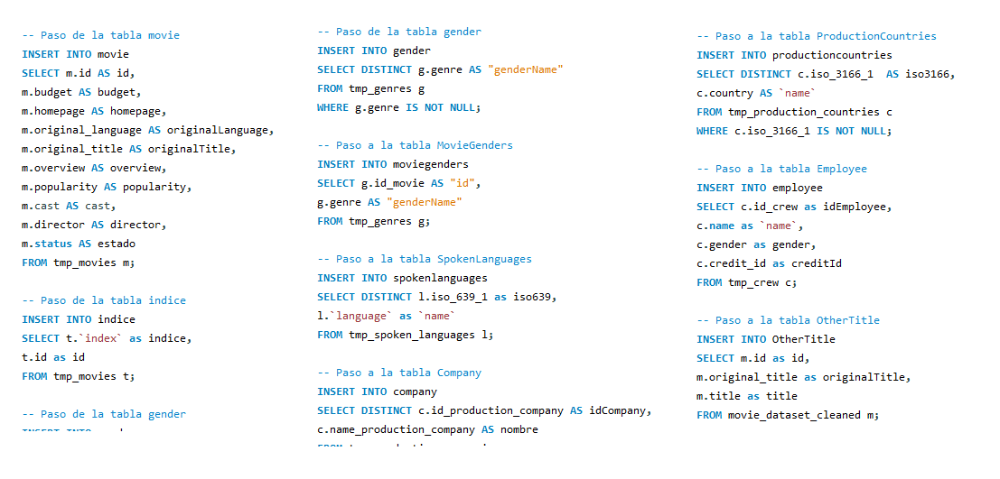 -- Paso de la tabla movie
INSERT INTO movie
SELECT m.id AS id,
m.budget AS budget,
m.homepage AS homepage,
m.original_language AS originalLanguage,
m.original_title AS originalTitle,
m.overview AS overview,
m.popularity AS popularity,
m.cast AS cast,
m.director AS director,
m.status AS estado
FROM tmp_movies m;

-- Paso de la tabla indice
INSERT INTO indice
SELECT t.`index` as indice,
t.id as id
FROM tmp_movies t;

-- Paso de la tabla gender

-- Paso de la tabla gender
INSERT INTO gender
SELECT DISTINCT g.genre AS "genderName"
FROM tmp_genres g
WHERE g.genre IS NOT NULL;

-- Paso a la tabla MovieGenders
INSERT INTO moviegenders
SELECT g.id_movie AS "id",
g.genre AS "genderName"
FROM tmp_genres g;

-- Paso a la tabla SpokenLanguages
INSERT INTO spokenlanguages
SELECT DISTINCT l.iso_639_1 as iso639,
l.`language` as `name`
FROM tmp_spoken_languages l;

-- Paso a la tabla Company
INSERT INTO company
SELECT DISTINCT c.id_production_company AS idCompany,
c.name_production_company AS nombre

-- Paso a la tabla ProductionCountries
INSERT INTO productioncountries
SELECT DISTINCT c.iso_3166_1  AS iso3166,
c.country AS `name`
FROM tmp_production_countries c
WHERE c.iso_3166_1 IS NOT NULL;

-- Paso a la tabla Employee
INSERT INTO employee
SELECT c.id_crew as idEmployee,
c.name as `name`,
c.gender as gender,
c.credit_id as creditId
FROM tmp_crew c;

-- Paso a la tabla OtherTitle
INSERT INTO OtherTitle
SELECT m.id as id,
m.original_title as originalTitle,
m.title as title
FROM movie_dataset_cleaned m;